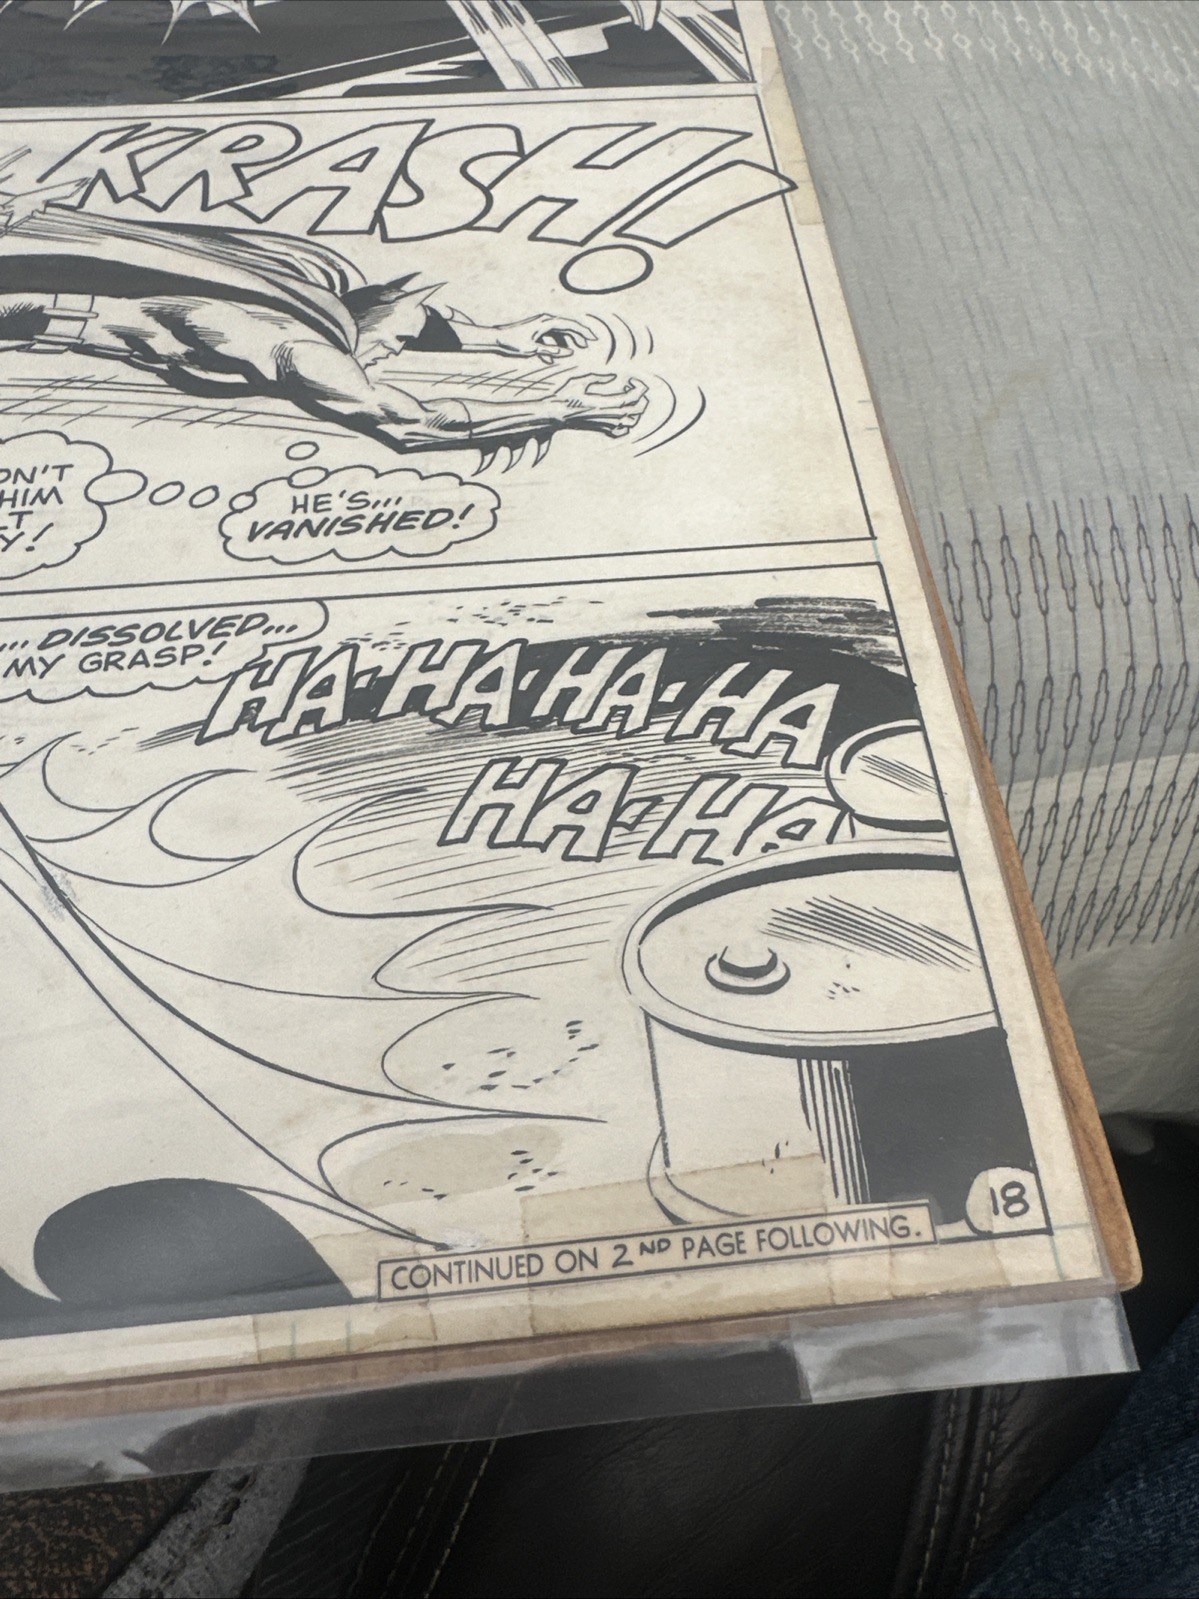 KRASH!
ON'T
HIM
T
Y!
HE'S...
VANISHED!
... DISSOLVED...
MY GRASP!
HA-HA-HA-HA
HA-HA
18
CONTINUED ON 2ND PAGE FOLLOWING.